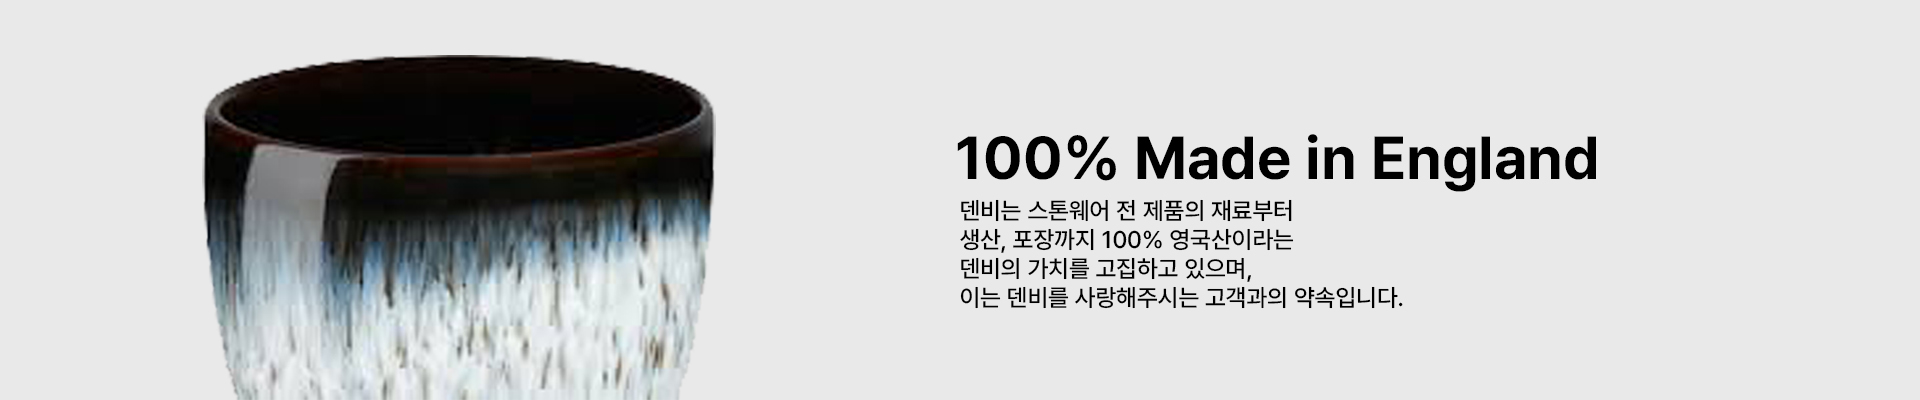 100% Made in England
덴비는 스톤웨어 전 제품의 재료부터
생산, 포장까지 100% 영국산이라는
덴비의 가치를 고집하고 있으며,
이는 덴비를 사랑해주시는 고객과의 약속입니다.